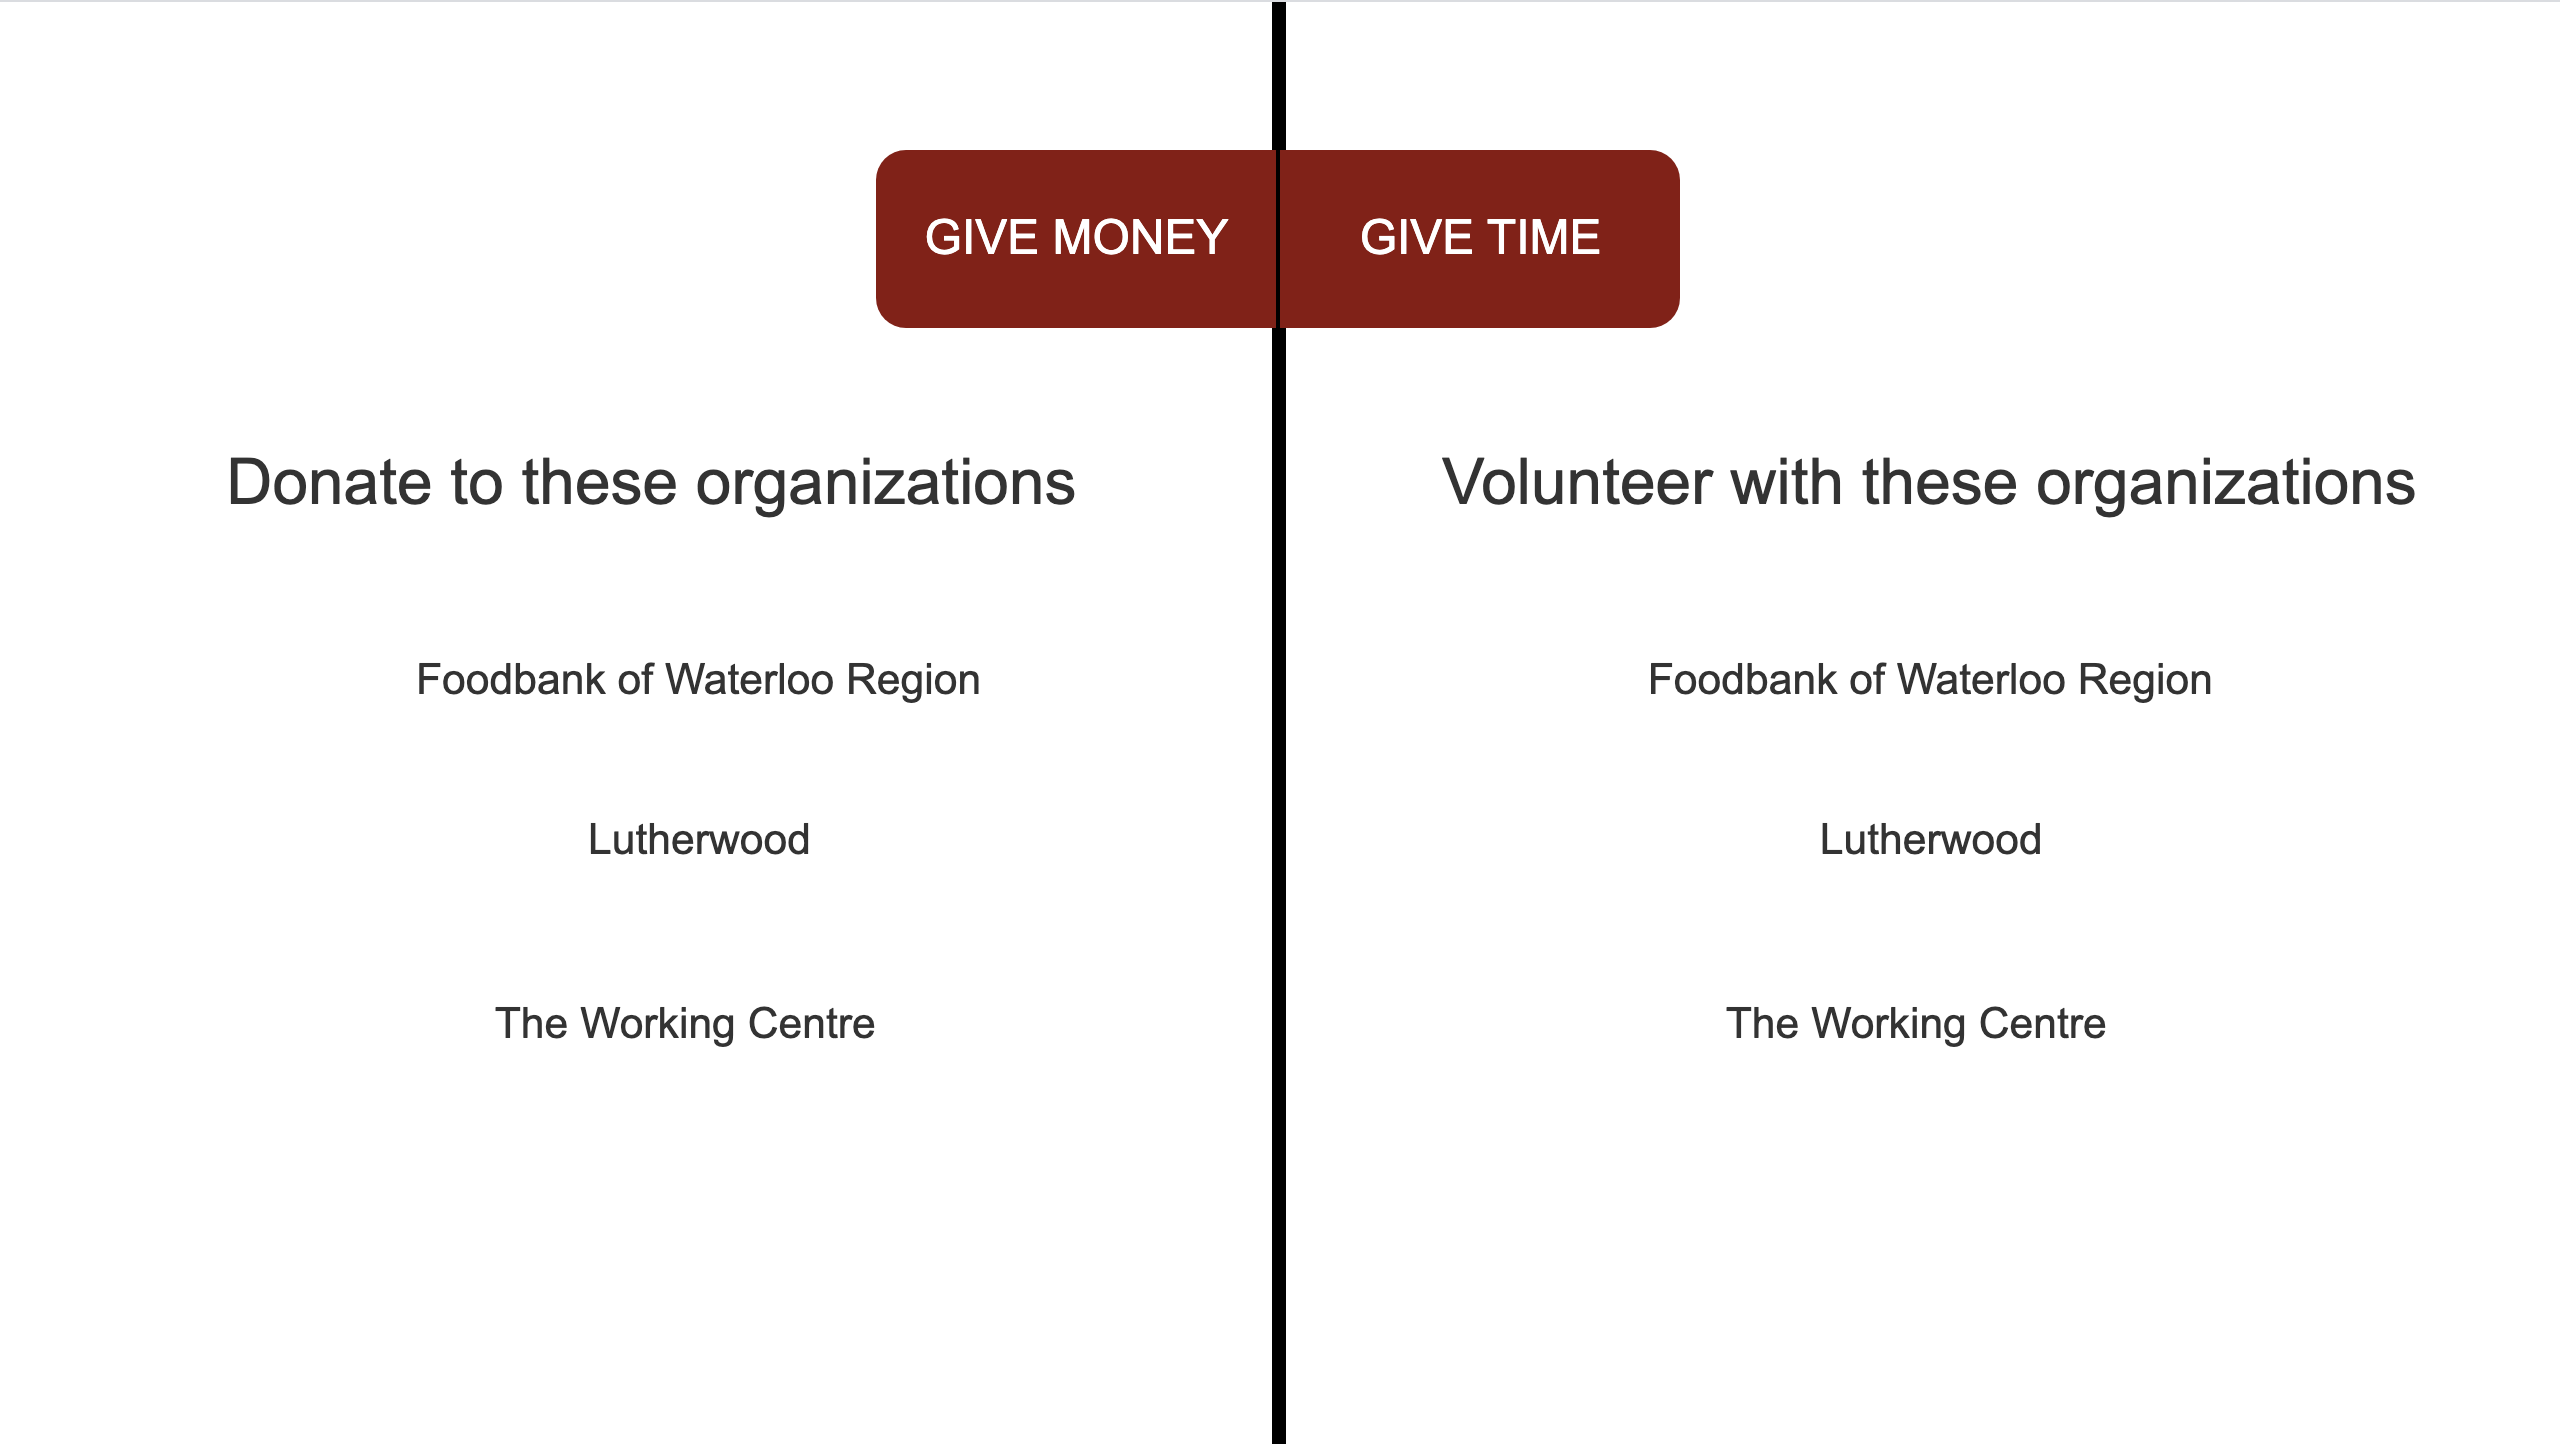 GIVE MONEY
GIVE TIME
Donate to these organizations
Foodbank of Waterloo Region
Lutherwood
The Working Centre
Volunteer with these organizations
Foodbank of Waterloo Region
Lutherwood
The Working Centre